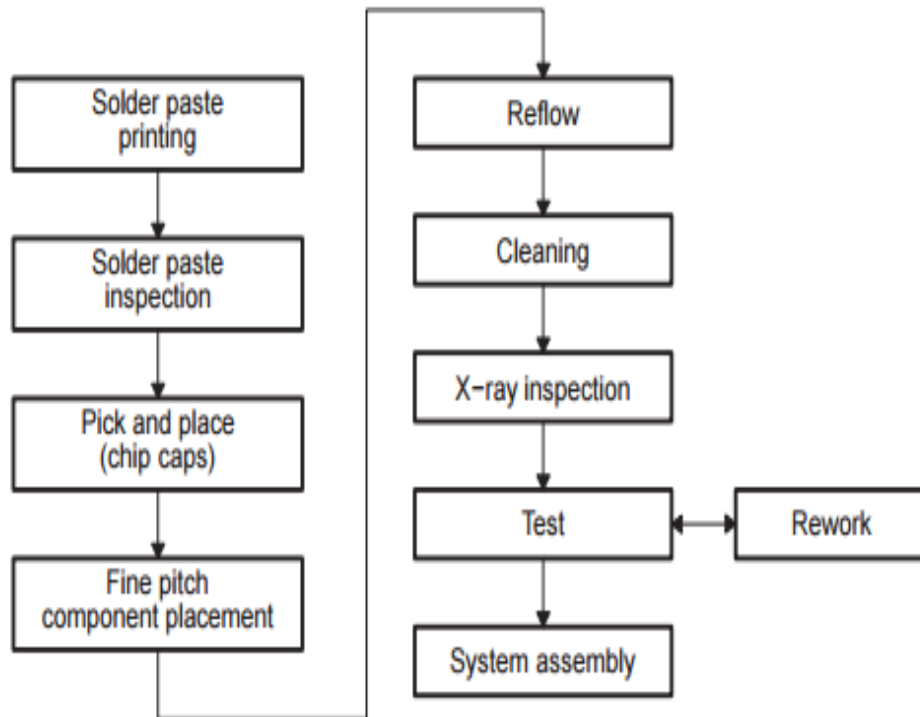 Solder paste
printing
Solder paste
inspection
Pick and place
(chip caps)
Fine pitch
component placement
Reflow
Cleaning
X−ray inspection
Test
Rework
System assembly